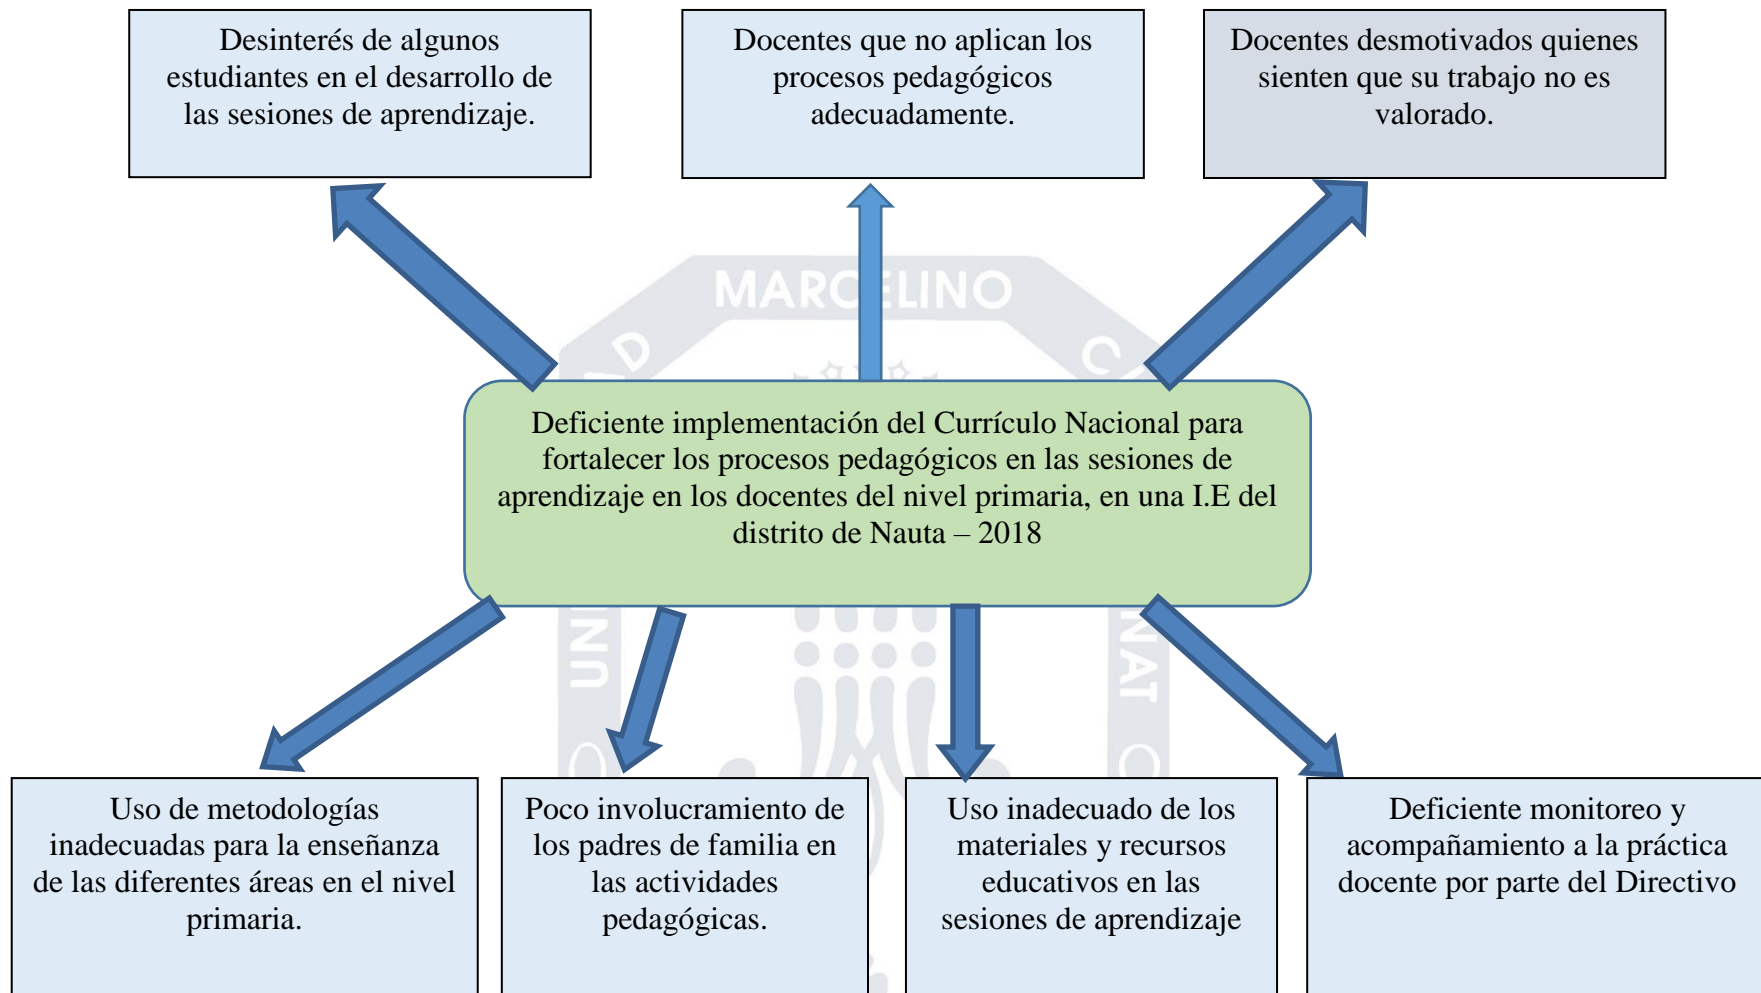 Desinterés de algunos
estudiantes en el desarrollo de
las sesiones de aprendizaje.
Docentes que no aplican los
procesos pedagógicos
adecuadamente.
Docentes desmotivados quienes
sienten que su trabajo no es
valorado.
MARCELINO
Deficiente implementación del Currículo Nacional para
fortalecer los procesos pedagógicos en las sesiones de
aprendizaje en los docentes del nivel primaria, en una I.E del
distrito de Nauta – 2018
Uso de metodologías
inadecuadas para la enseñanza
de las diferentes áreas en el nivel
primaria.
Poco involucramiento de
los padres de familia en
las actividades
pedagógicas.
Uso inadecuado de los
materiales y recursos
educativos en las
sesiones de aprendizaje
Deficiente monitoreo y
acompañamiento a la práctica
docente por parte del Directivo